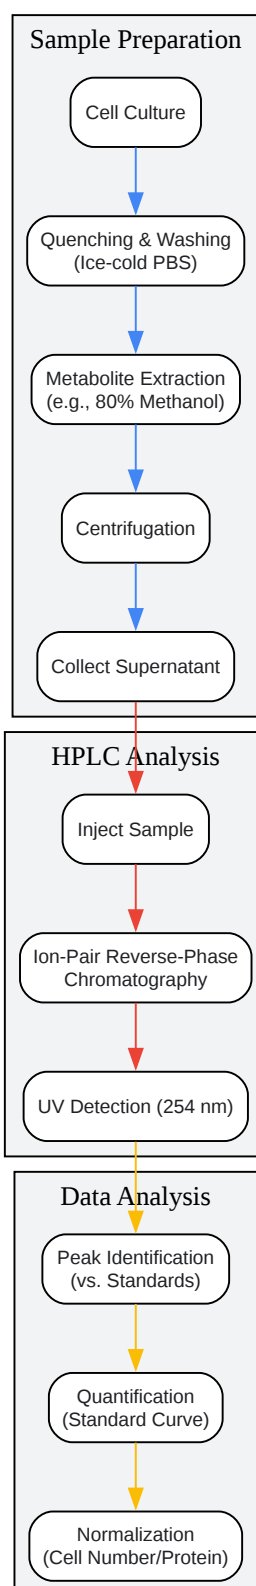 Sample Preparation
Cell Culture
Quenching & Washing
(Ice-cold PBS)
Metabolite Extraction
(e.g., 80% Methanol)
Centrifugation
Collect Supernatant
HPLC Analysis
Inject Sample
Ion-Pair Reverse-Phase
Chromatography
UV Detection (254 nm)
Data Analysis
Peak Identification
(vs. Standards)
Quantification
(Standard Curve)
Normalization
(Cell Number/Protein)